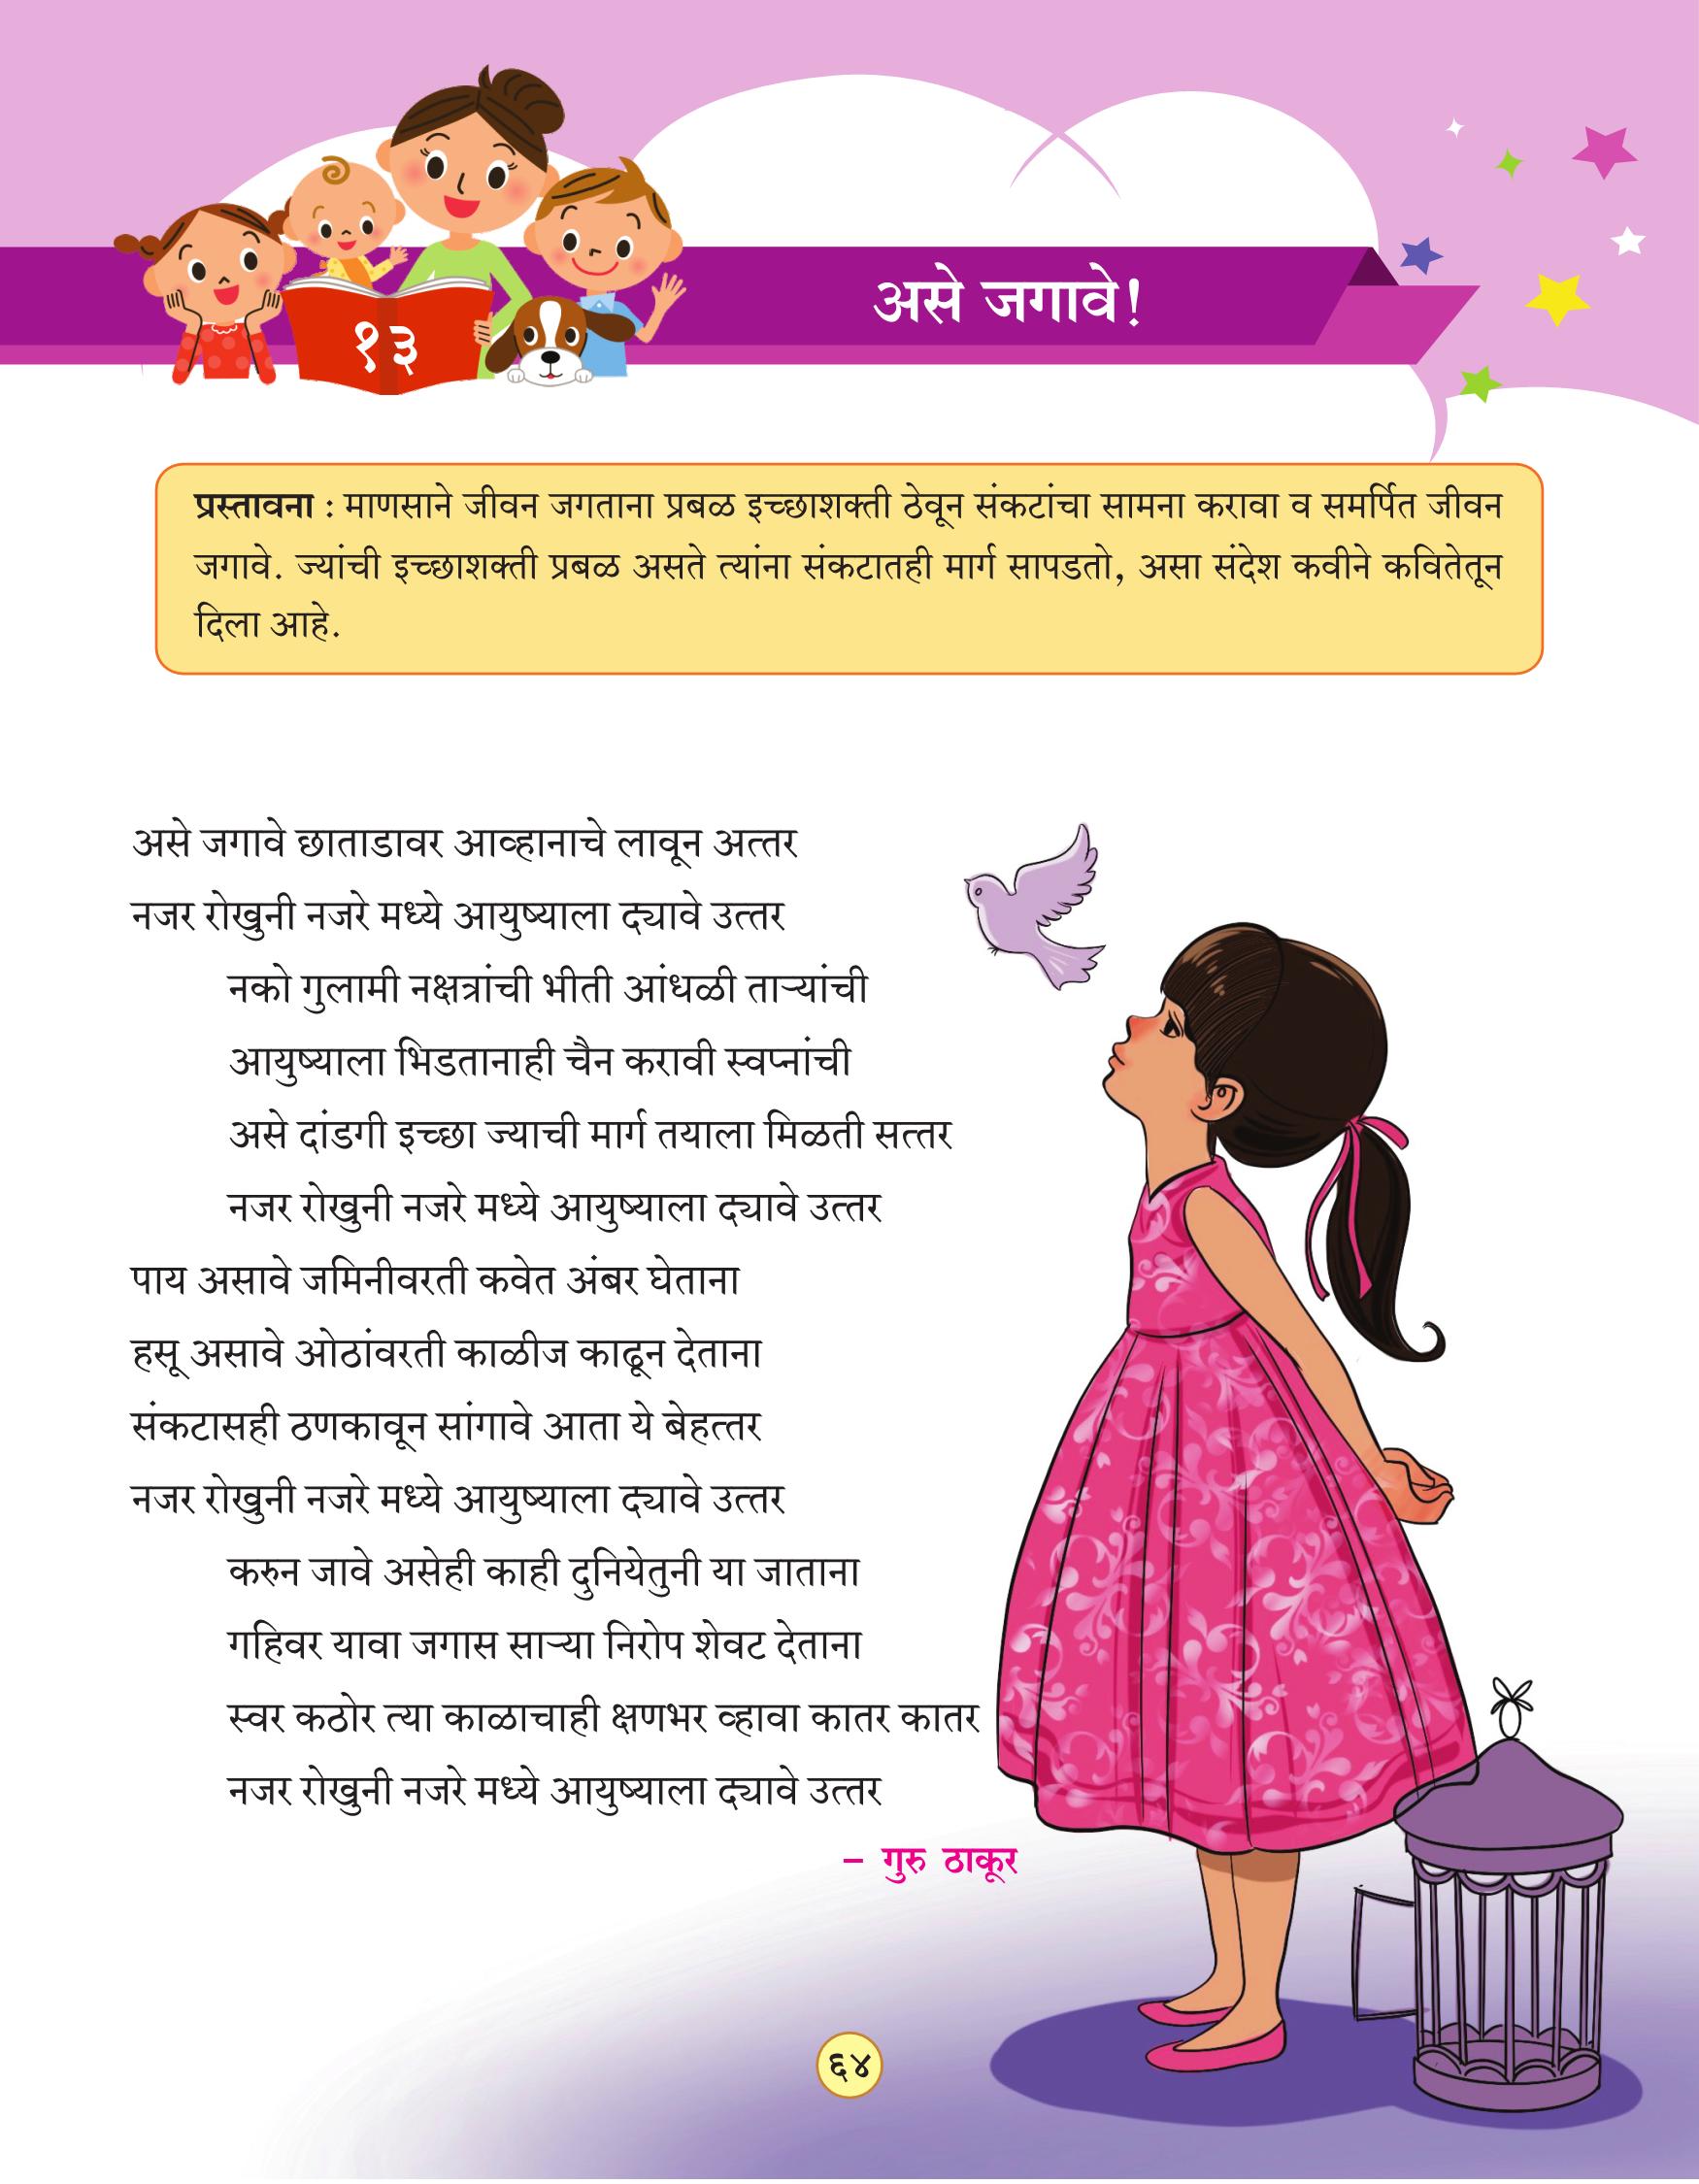 १३
असे जगावे!
प्रस्तावना : माणसाने जीवन जगताना प्रबळ इच्छाशक्ती ठेवून संकटांचा सामना करावा व समर्पित जीवन
जगावे. ज्यांची इच्छाशक्ती प्रबळ असते त्यांना संकटातही मार्ग सापडतो, असा संदेश कवीने कवितेतून
दिला आहे.
असे जगावे छाताडावर आव्हानाचे लावून अत्तर
नजर रोखुनी नजरे मध्ये आयुष्याला द्यावे उत्तर
नको गुलामी नक्षत्रांची भीती आंधळी ताऱ्यांची
आयुष्याला भिडतानाही चैन करावी स्वप्नांची
असे दांडगी इच्छा ज्याची मार्ग तयाला मिळती सत्तर
नजर रोखुनी नजरे मध्ये आयुष्याला द्यावे उत्तर
पाय असावे जमिनीवरती कवेत अंबर घेताना
हसू असावे ओठांवरती काळीज काढून देताना
संकटासही ठणकावून सांगावे आता ये बेहत्तर
नजर रोखुनी नजरे मध्ये आयुष्याला द्यावे उत्तर
करुन जावे असेही काही दुनियेतुनी या जाताना
गहिवर यावा जगास साऱ्या निरोप शेवट देताना
स्वर कठोर त्या काळाचाही क्षणभर व्हावा कातर कातर
नजर रोखुनी नजरे मध्ये आयुष्याला द्यावे उत्तर
– गुरु ठाकूर
६४